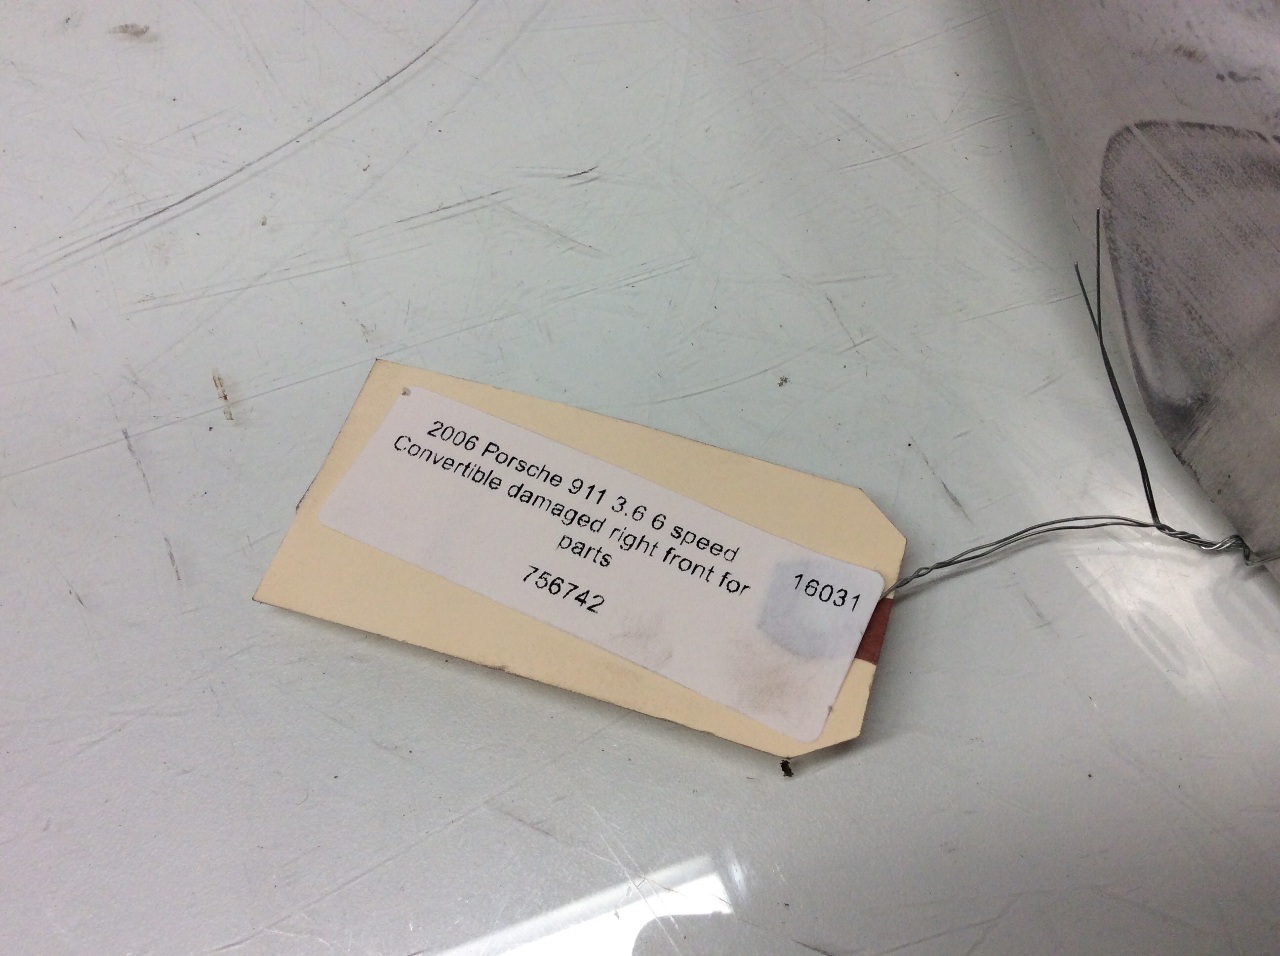 2006 Porsche 911 3.6 6 speed
Convertible damaged right front for
parts
756742
16031